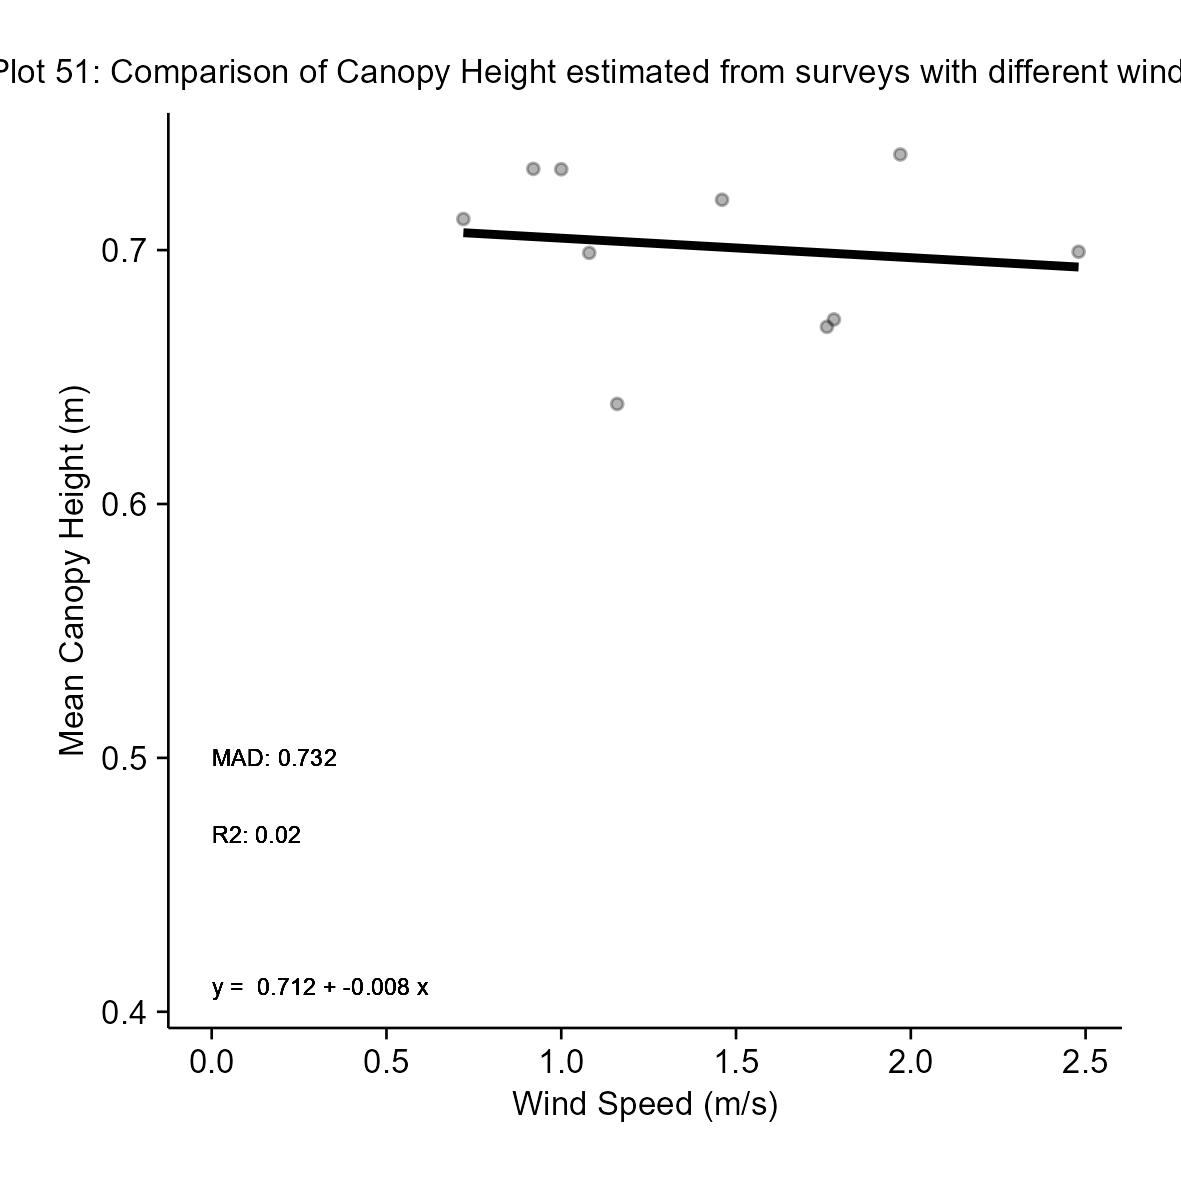 Plot 51: Comparison of Canopy Height estimated from surveys with different wind
0.7
0.6
0.5
0.4
Mean Canopy Height (m)
MAD: 0.732
R2: 0.02
y =  0.712 + -0.008 x
0.0 0.5 1.0 1.5 2.0 2.5
Wind Speed (m/s)